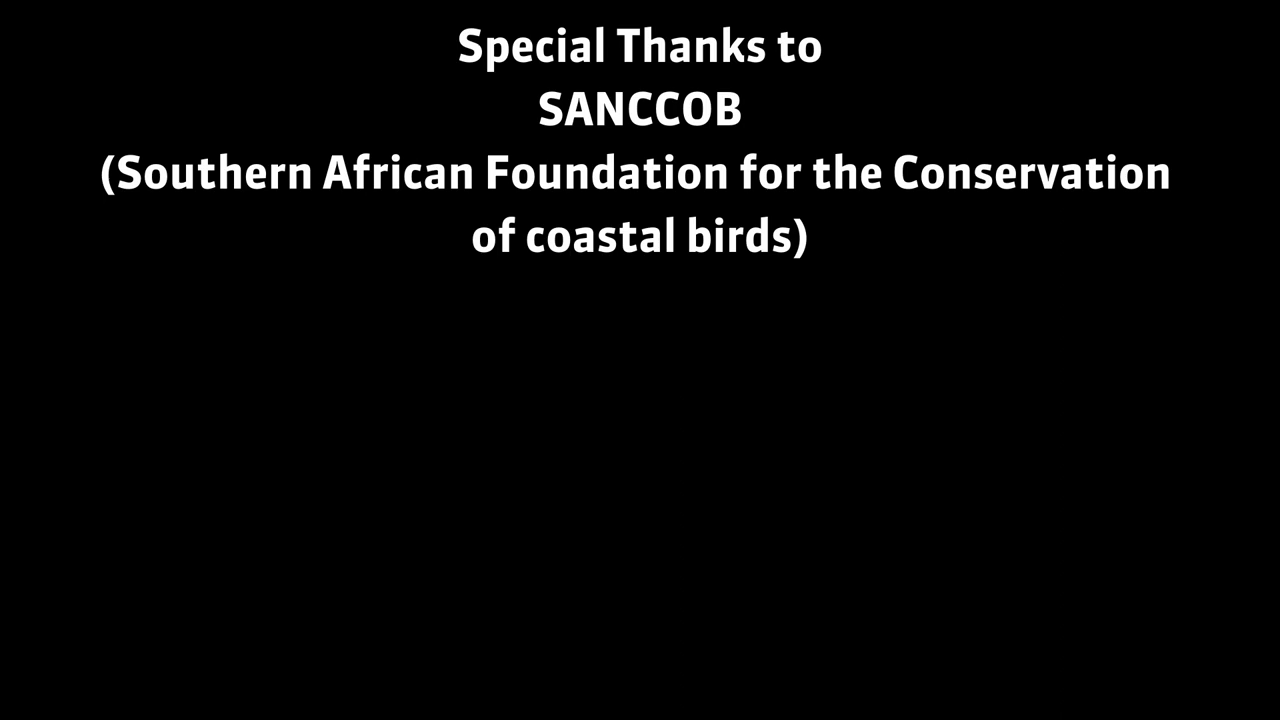 Special Thanks to
SANCCOB
(Southern African Foundation for the Conservation
of coastal birds)